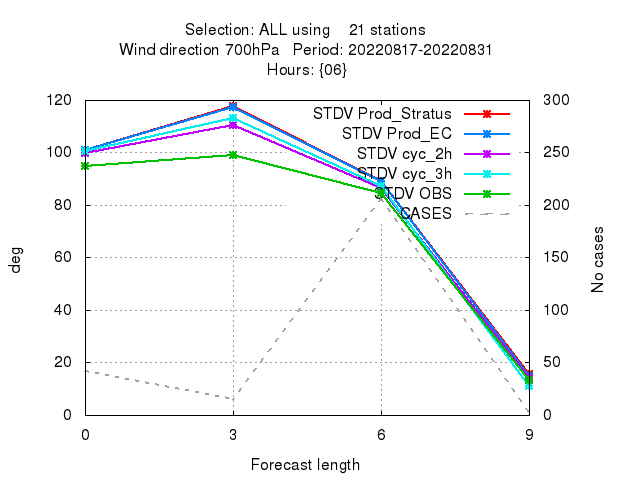 Selection: ALL using 21 stations
Wind direction 700hPa Period: 20220817-20220831
Hours: {06}
120 300
STDV Prod_Stratus
STDV Prod_EC
100 STDV cyc_2h 250
STDV cyc_3h
STDV OBS
80 CASES 200
60 150
deg
No cases
40 100
20 50
0 0
0 3 6 9
Forecast length